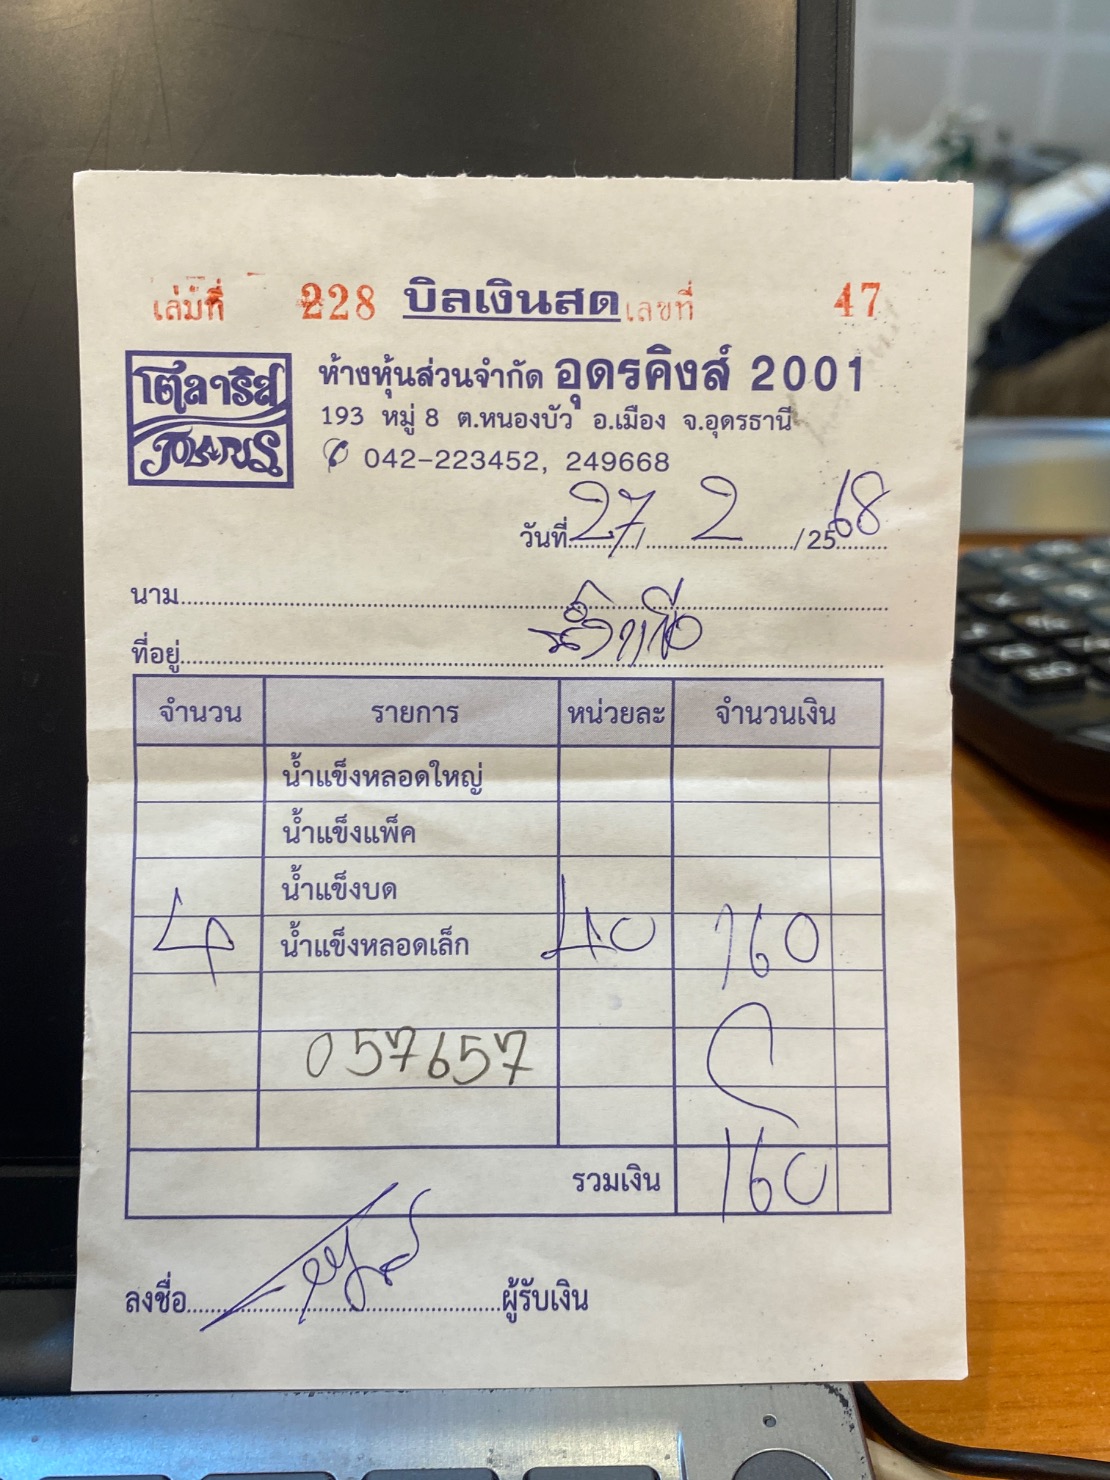 เล่มที่ 228 บิลเงินสด เลขที่ 47
โตลาริส
TOLARIS
ห้างหุ้นส่วนจำกัด อุดรคิงส์ 2001
193 หมู่ 8 ต.หนองบัว อ.เมือง จ.อุดรธานี
042-223452, 249668
วันที่ 27 / 2 / 2568
นาม
ที่อยู่
จำนวน รายการ หน่วยละ จำนวนเงิน
น้ำแข็งหลอดใหญ่
น้ำแข็งแพ็ค
น้ำแข็งบด
4 น้ำแข็งหลอดเล็ก 40 160
057657
รวมเงิน 160
ลงชื่อ ผู้รับเงิน